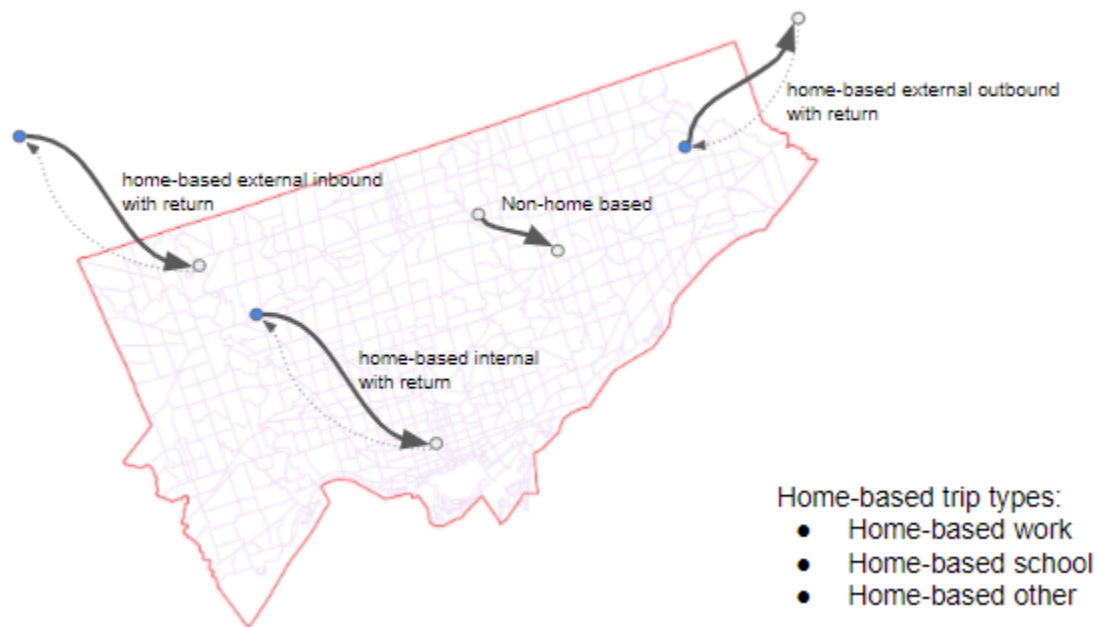 home-based external outbound
with return
home-based external inbound
with return
Non-home based
home-based internal
with return
Home-based trip types:
● Home-based work
● Home-based school
● Home-based other